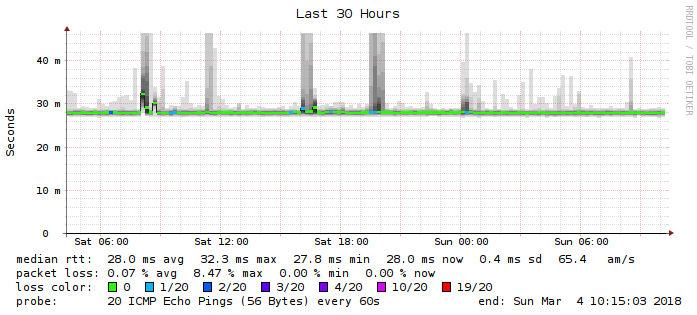 Last 30 Hours
RRDTOOL / TOBI OETIKER
Seconds
40 m
30 m
20 m
10 m
0
Sat 06:00 Sat 12:00 Sat 18:00 Sun 00:00 Sun 06:00
median rtt: 28.0 ms avg 32.3 ms max 27.8 ms min 28.0 ms now 0.4 ms sd 65.4 am/s
packet loss: 0.07 % avg 8.47 % max 0.00 % min 0.00 % now
loss color: 0 1/20 2/20 3/20 4/20 10/20 19/20
probe: 20 ICMP Echo Pings (56 Bytes) every 60s end: Sun Mar 4 10:15:03 2018